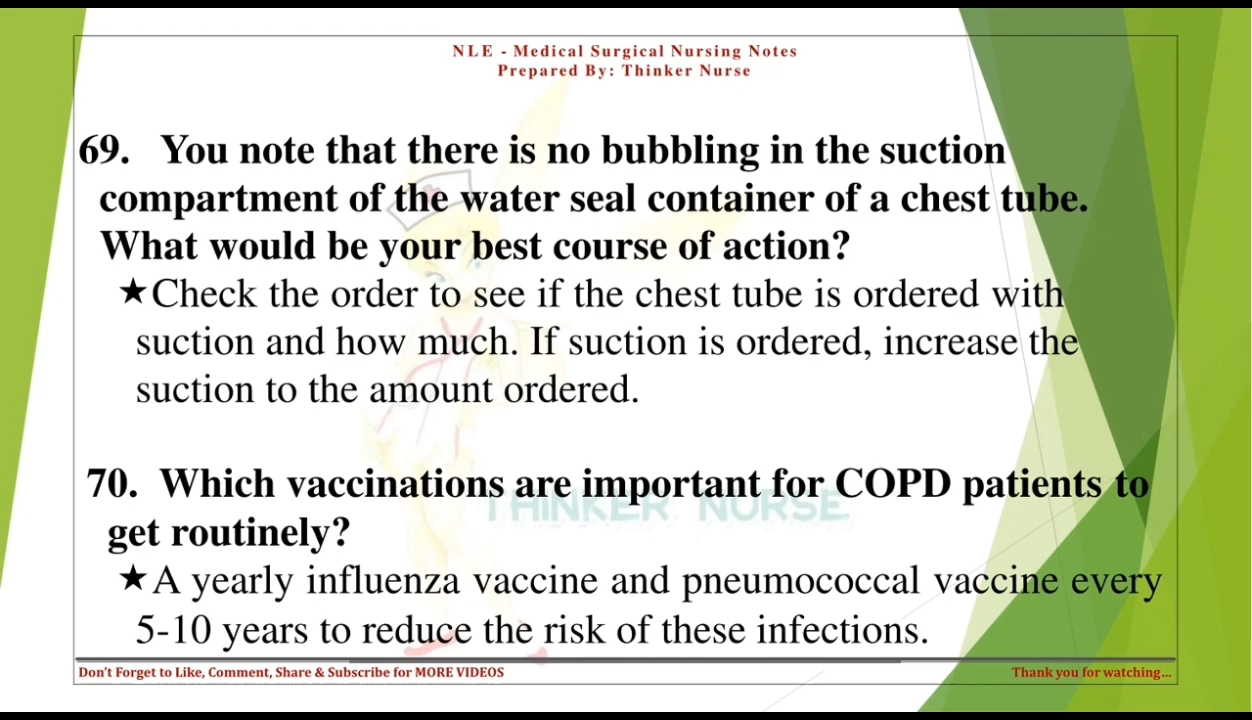 NLE - Medical Surgical Nursing Notes
Prepared By: Thinker Nurse
69. You note that there is no bubbling in the suction
compartment of the water seal container of a chest tube.
What would be your best course of action?
★Check the order to see if the chest tube is ordered with
suction and how much. If suction is ordered, increase the
suction to the amount ordered.
70. Which vaccinations are important for COPD patients to
get routinely?
THINKER NURSE
★A yearly influenza vaccine and pneumococcal vaccine every
5-10 years to reduce the risk of these infections.
Don't Forget to Like, Comment, Share & Subscribe for MORE VIDEOS
Thank you for watching...